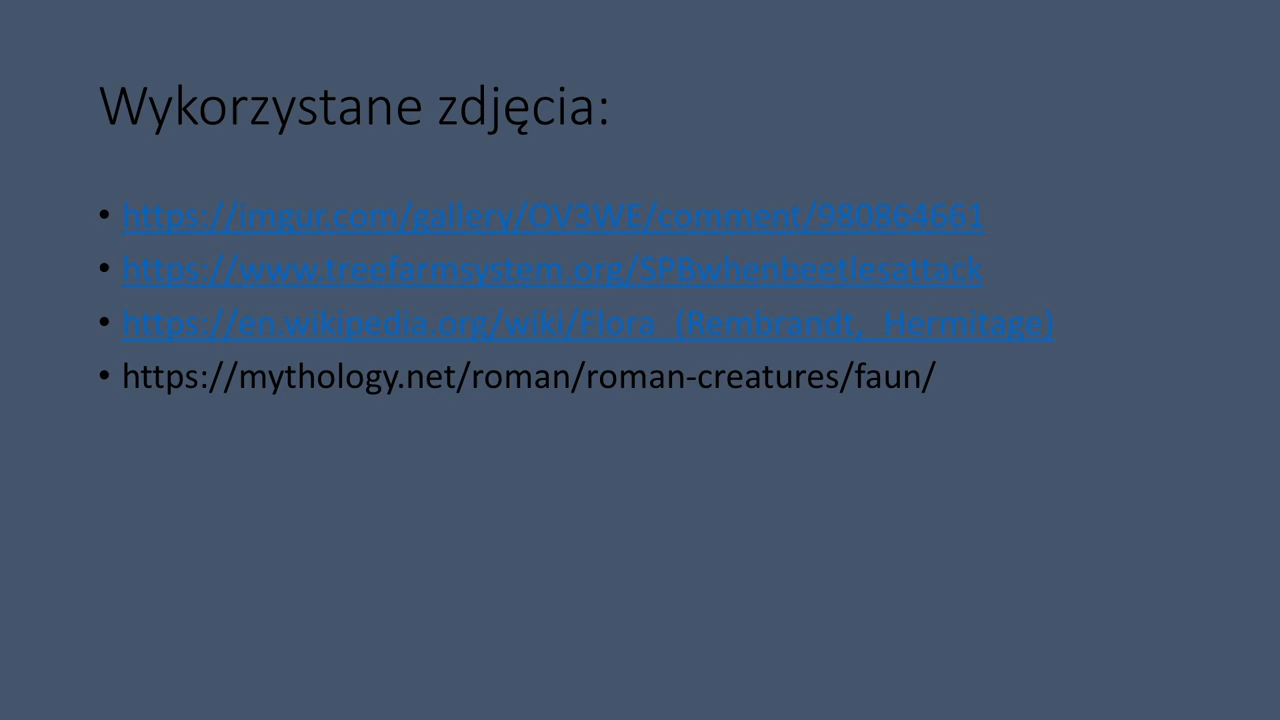 Wykorzystane zdjęcia:
• https://imgur.com/gallery/OV3WE/comment/980864661
• https://www.treefarmsystem.org/SPBwhenbeetlesattack
• https://en.wikipedia.org/wiki/Flora_(Rembrandt,_Hermitage)
• https://mythology.net/roman/roman-creatures/faun/